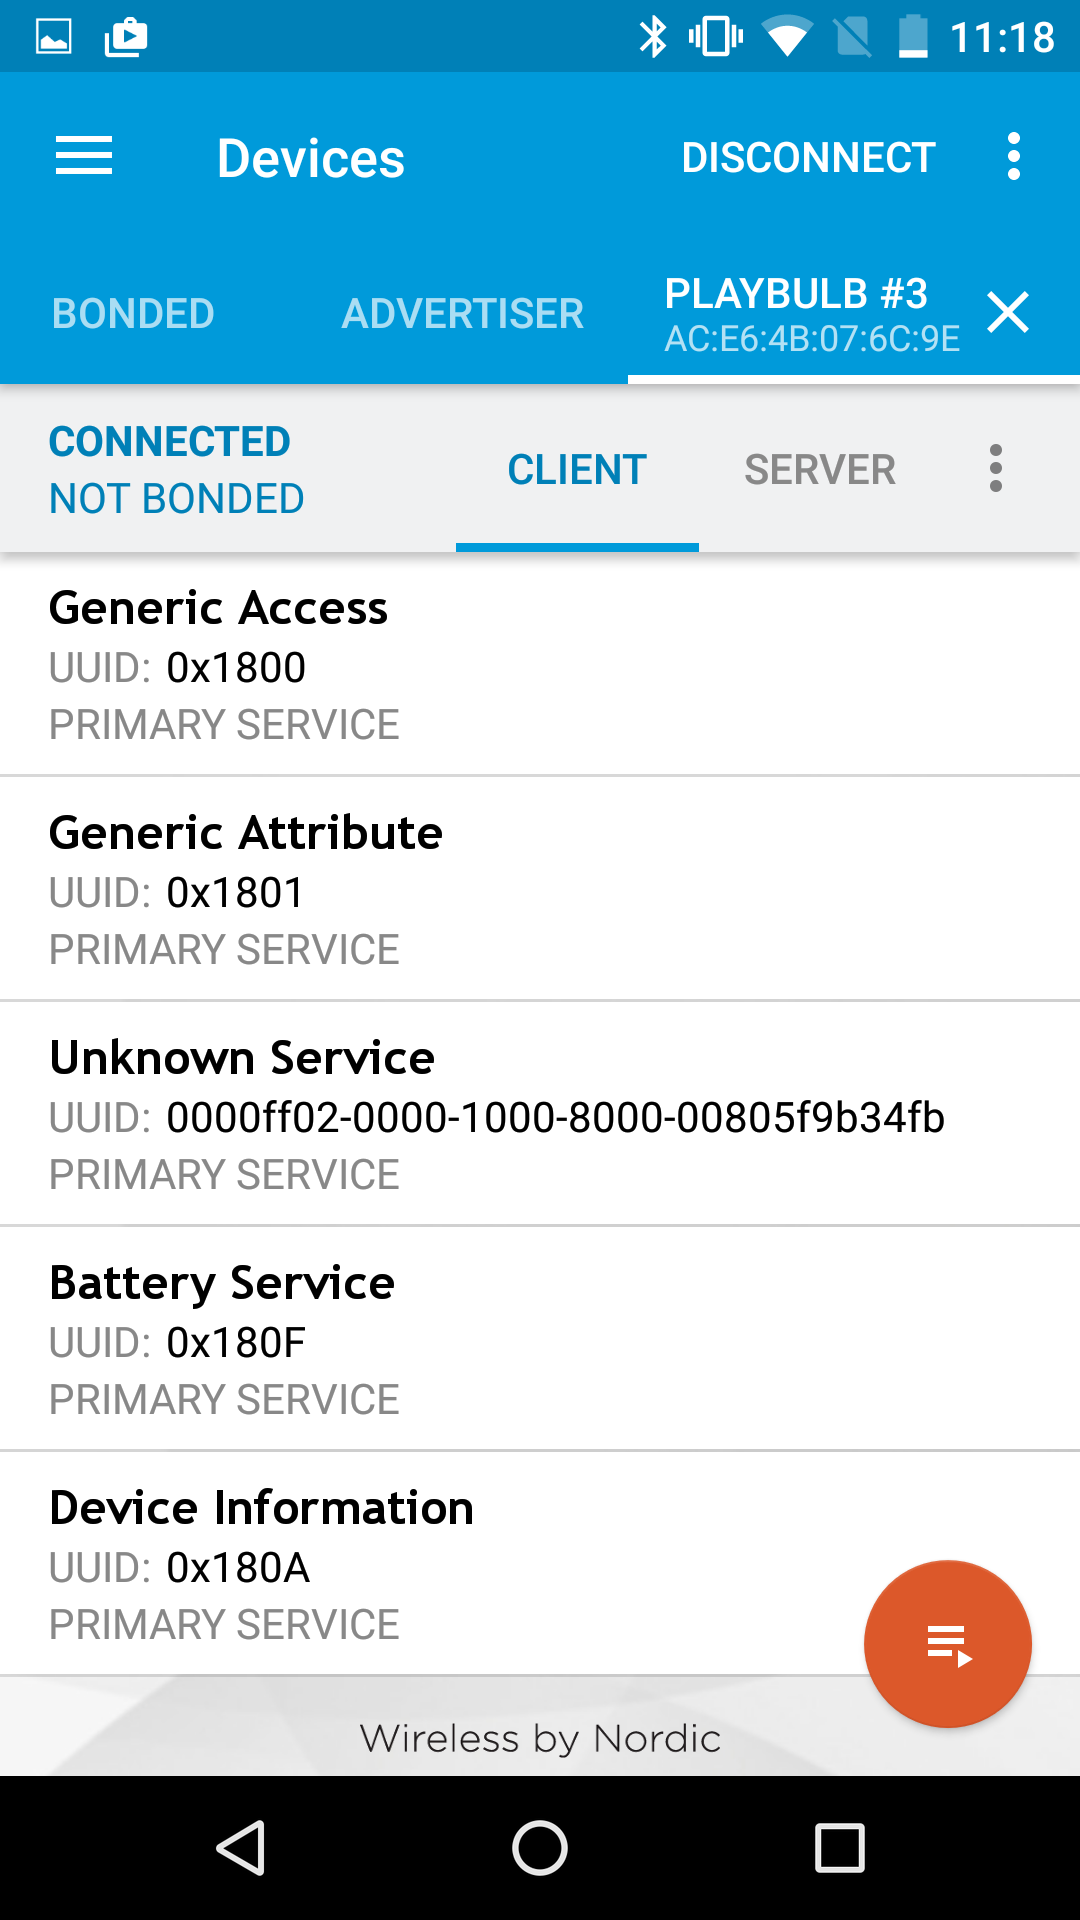 11:18
Devices
DISCONNECT
BONDED
ADVERTISER
PLAYBULB #3
AC:E6:4B:07:6C:9E
CONNECTED
NOT BONDED
CLIENT
SERVER
Generic Access
UUID: 0x1800
PRIMARY SERVICE
Generic Attribute
UUID: 0x1801
PRIMARY SERVICE
Unknown Service
UUID: 0000ff02-0000-1000-8000-00805f9b34fb
PRIMARY SERVICE
Battery Service
UUID: 0x180F
PRIMARY SERVICE
Device Information
UUID: 0x180A
PRIMARY SERVICE
Wireless by Nordic